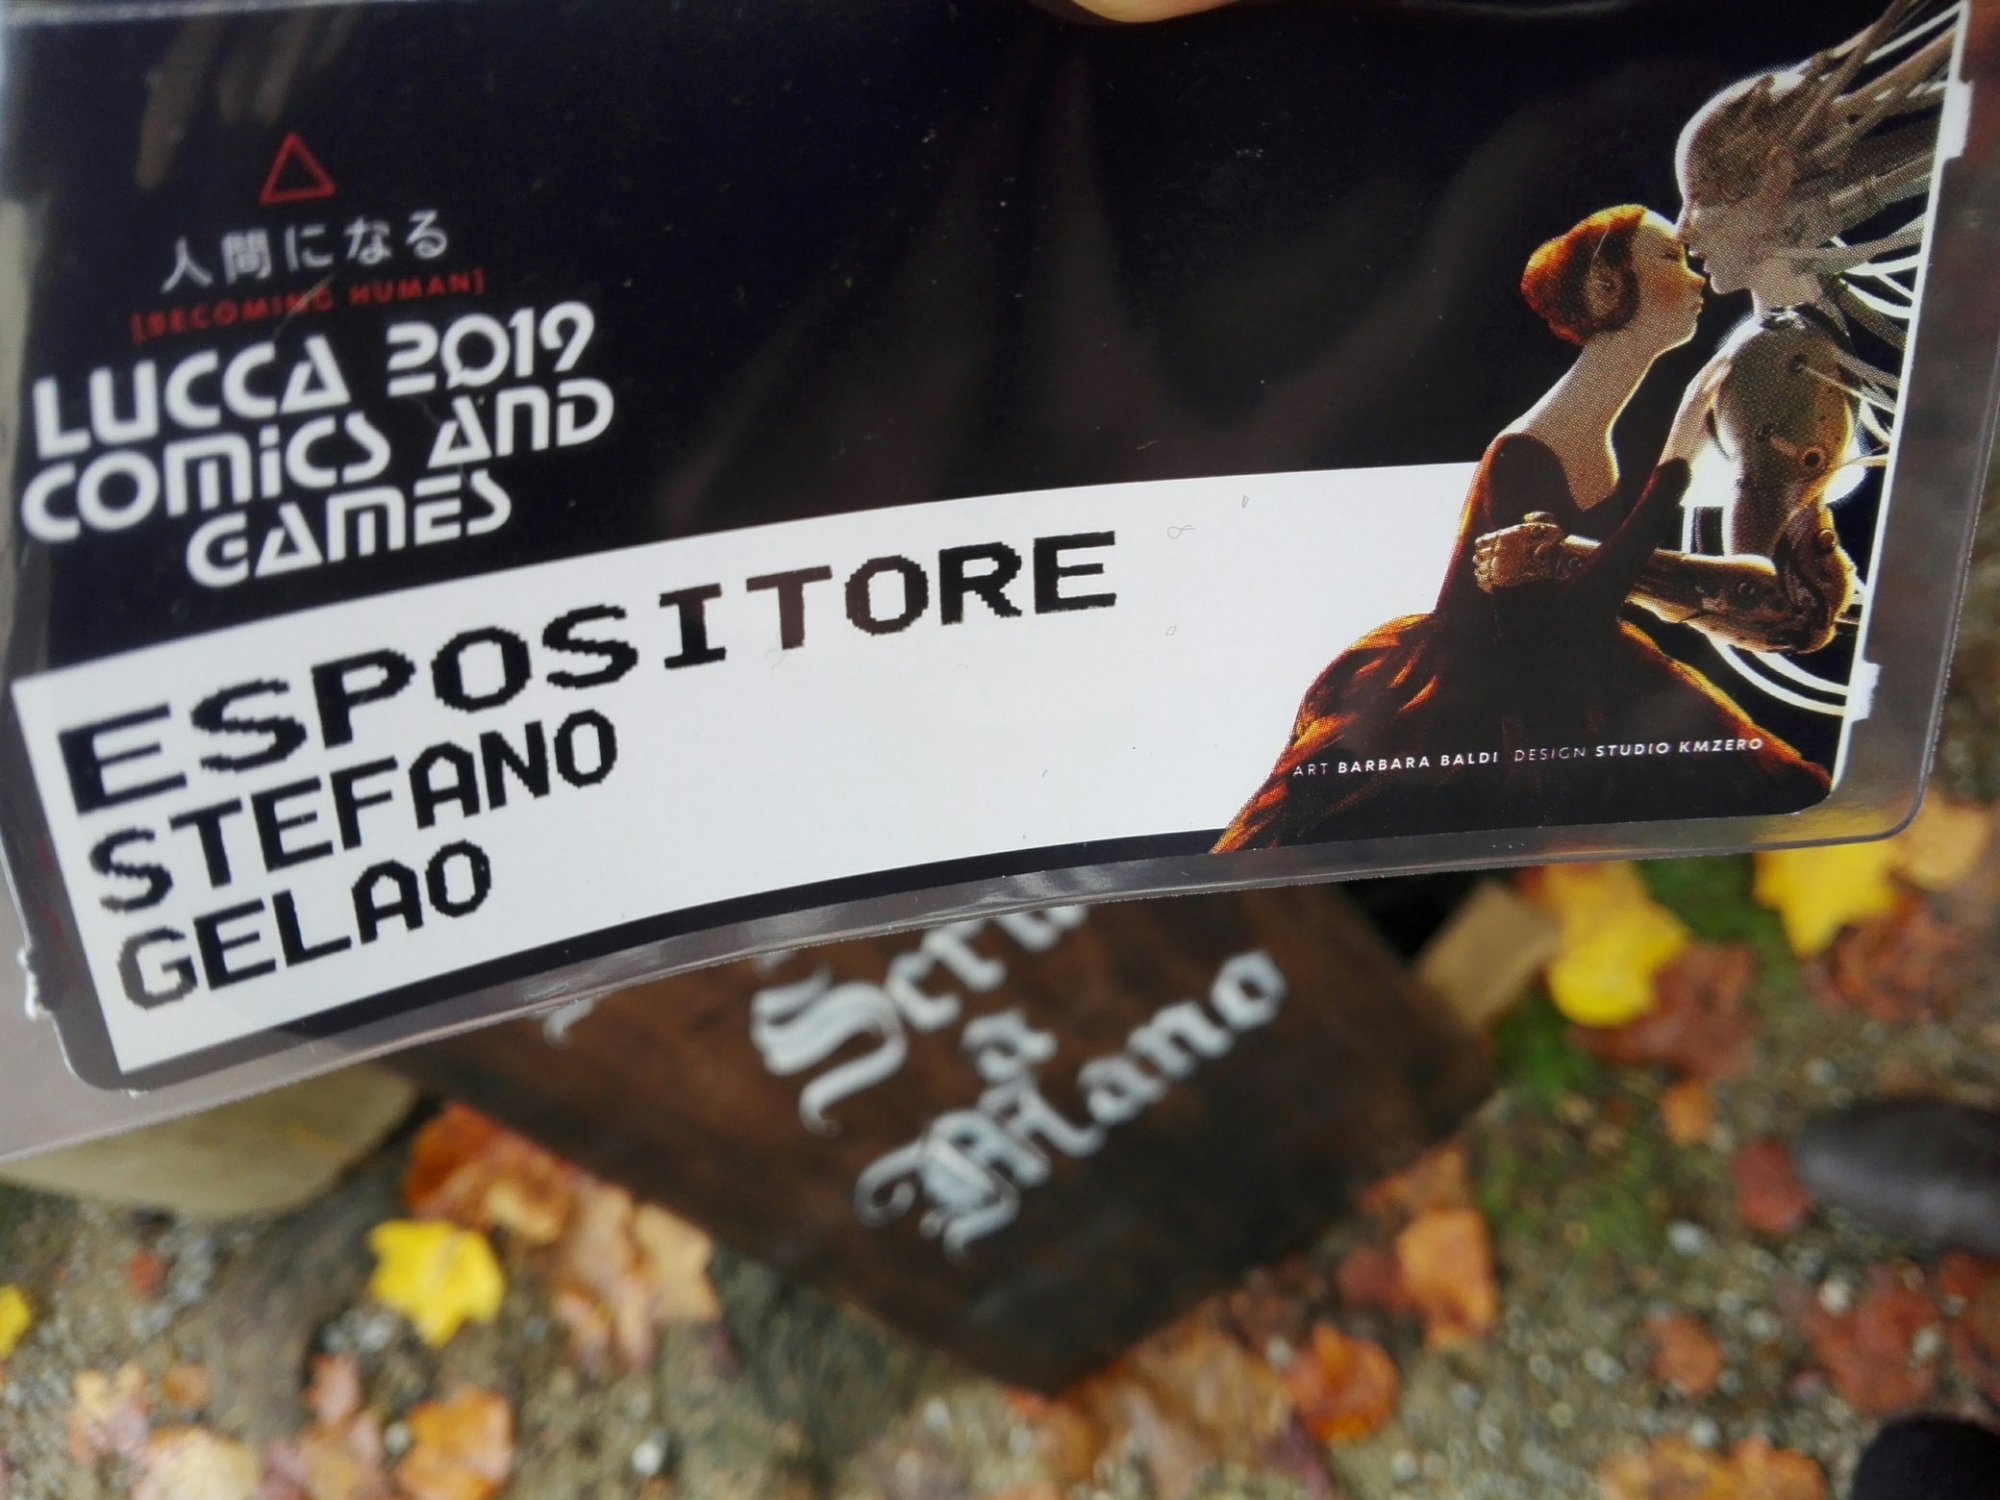 人間になる
[BECOMING HUMAN]
LUCCA 2019
COMICS AND
GAMES
ESPOSITORE
STEFANO
GELAO
ART BARBARA BALDI DESIGN STUDIO KMZERO
a
Mano